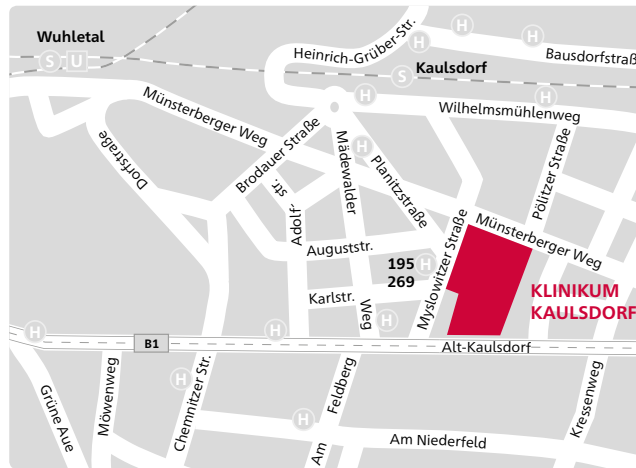 Heinrich-Grüber-Str.
H
H
H
Wuhletal
Bausdorfstraß
S U
S
Kaulsdorf
H
H
Wilhelmsmühlenweg
Münsterberger Weg
Dorfstraße
Brodauer Straße
Mädewalder
Weg
H
Planitzstraße
Pölitzer Straße
Adolf-
str.
Myslowitzer Straße
Münsterberger Weg
Auguststr.
195
269
H
Karlstr.
KLINIKUM
KAULSDORF
H
H
H
B1
Alt-Kaulsdorf
Grüne Aue
Möwenweg
Chemnitzer Str.
H
Am
Feldberg
Kressenweg
H
Am Niederfeld